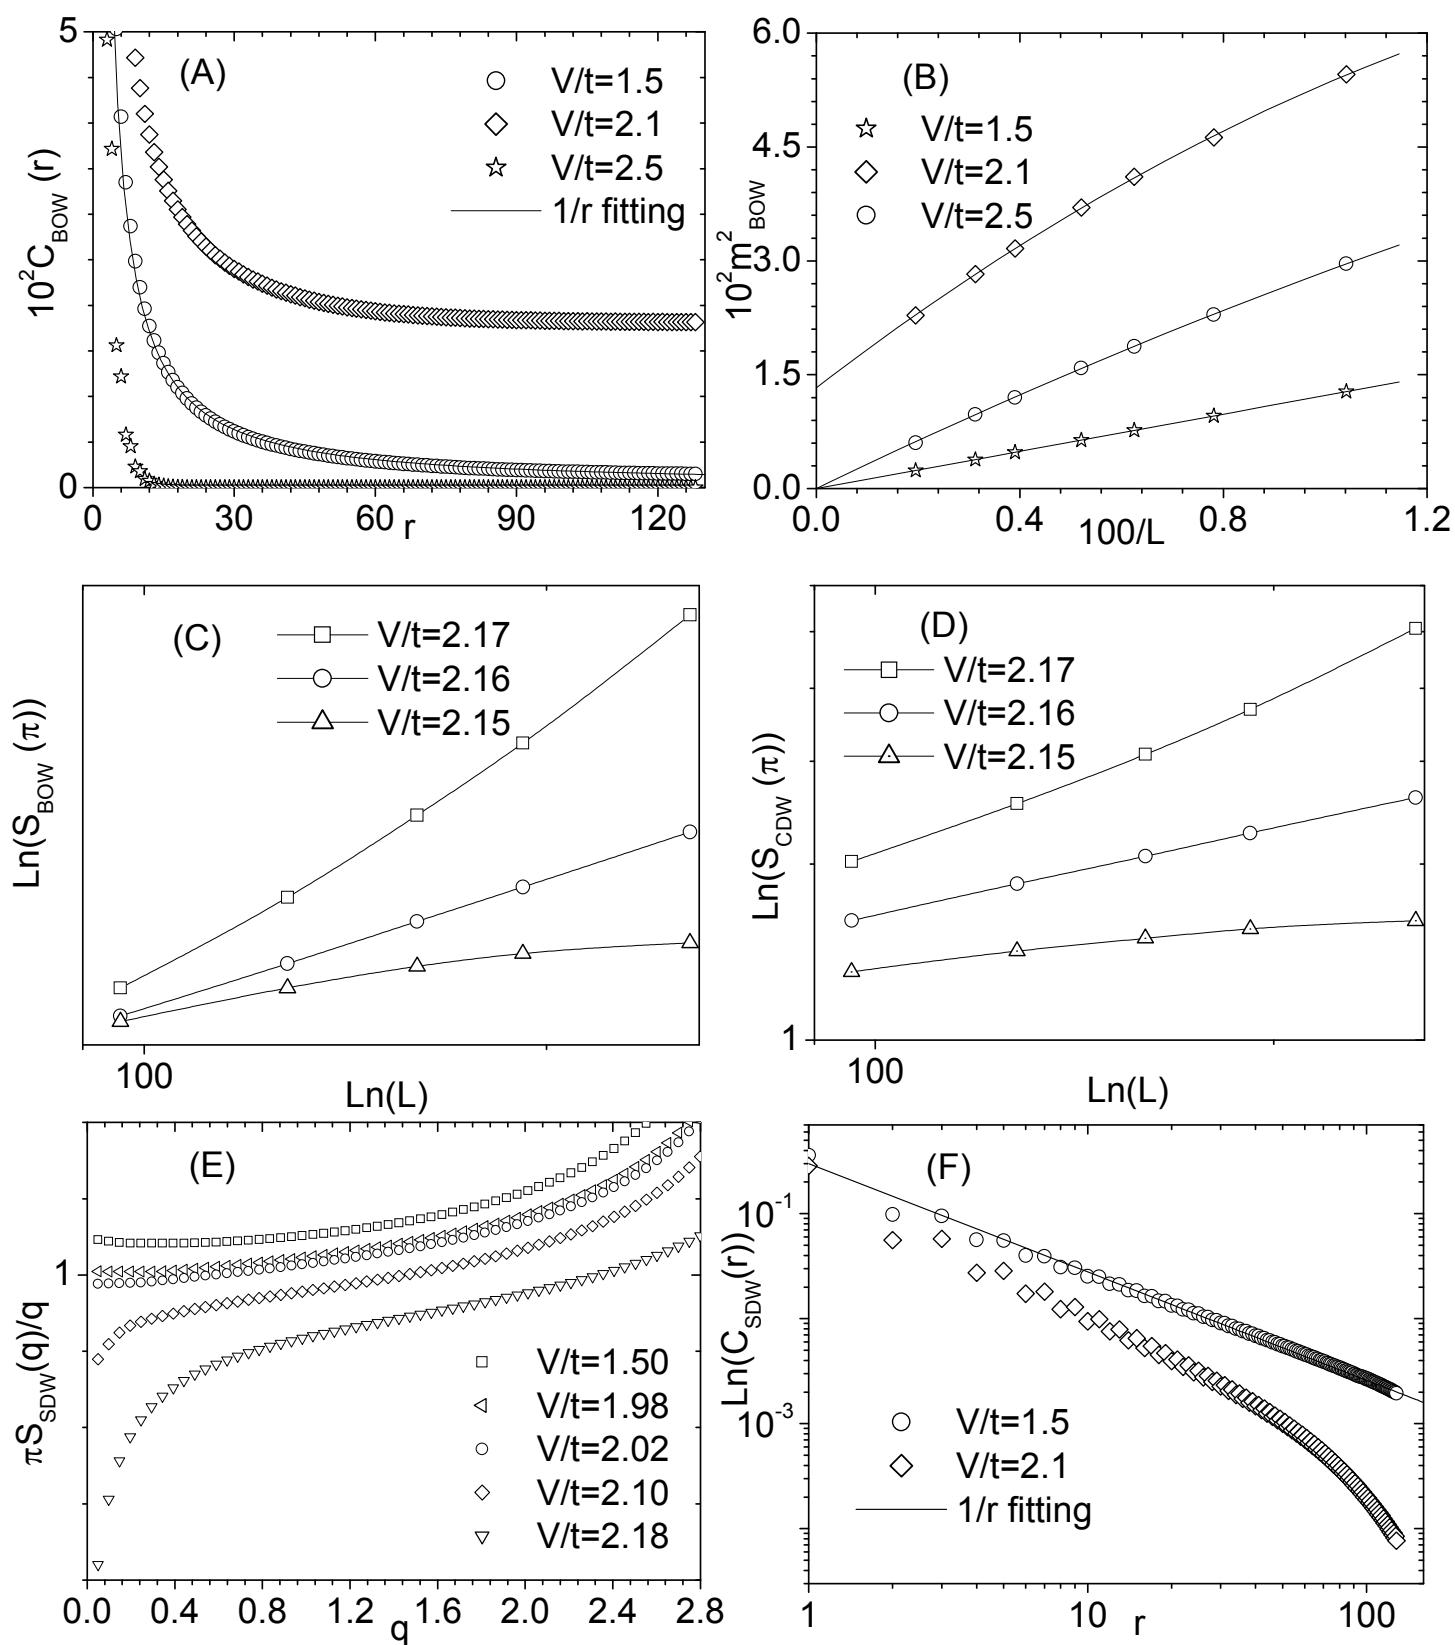 (A)
5
0
10²C_BOW (r)
V/t=1.5
V/t=2.1
V/t=2.5
1/r fitting
0 30 60 90 120
r
(B)
6.0
4.5
3.0
1.5
0.0
10²m²_BOW
V/t=1.5
V/t=2.1
V/t=2.5
0.0 0.4 0.8 1.2
100/L
(C)
Ln(S_BOW (π))
V/t=2.17
V/t=2.16
V/t=2.15
100
Ln(L)
(D)
Ln(S_CDW (π))
V/t=2.17
V/t=2.16
V/t=2.15
1
100
Ln(L)
(E)
1
πS_SDW(q)/q
V/t=1.50
V/t=1.98
V/t=2.02
V/t=2.10
V/t=2.18
0.0 0.4 0.8 1.2 1.6 2.0 2.4 2.8
q
(F)
10⁻¹
10⁻³
Ln(C_SDW(r))
V/t=1.5
V/t=2.1
1/r fitting
1 10 100
r